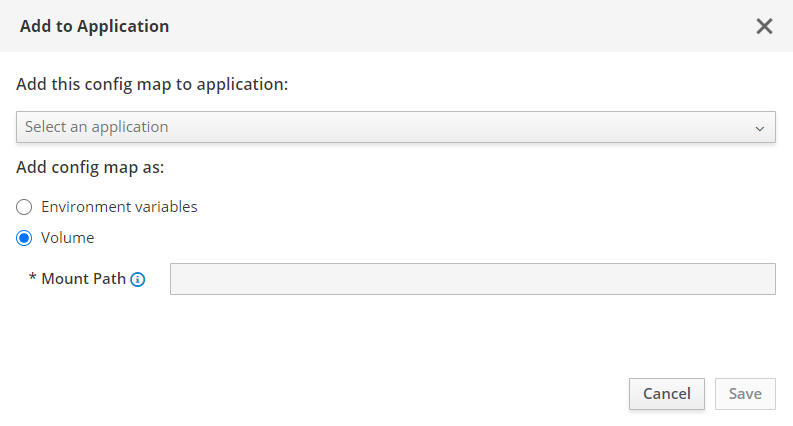 Add to Application
Add this config map to application:
Select an application
Add config map as:
Environment variables
Volume
* Mount Path
Cancel Save